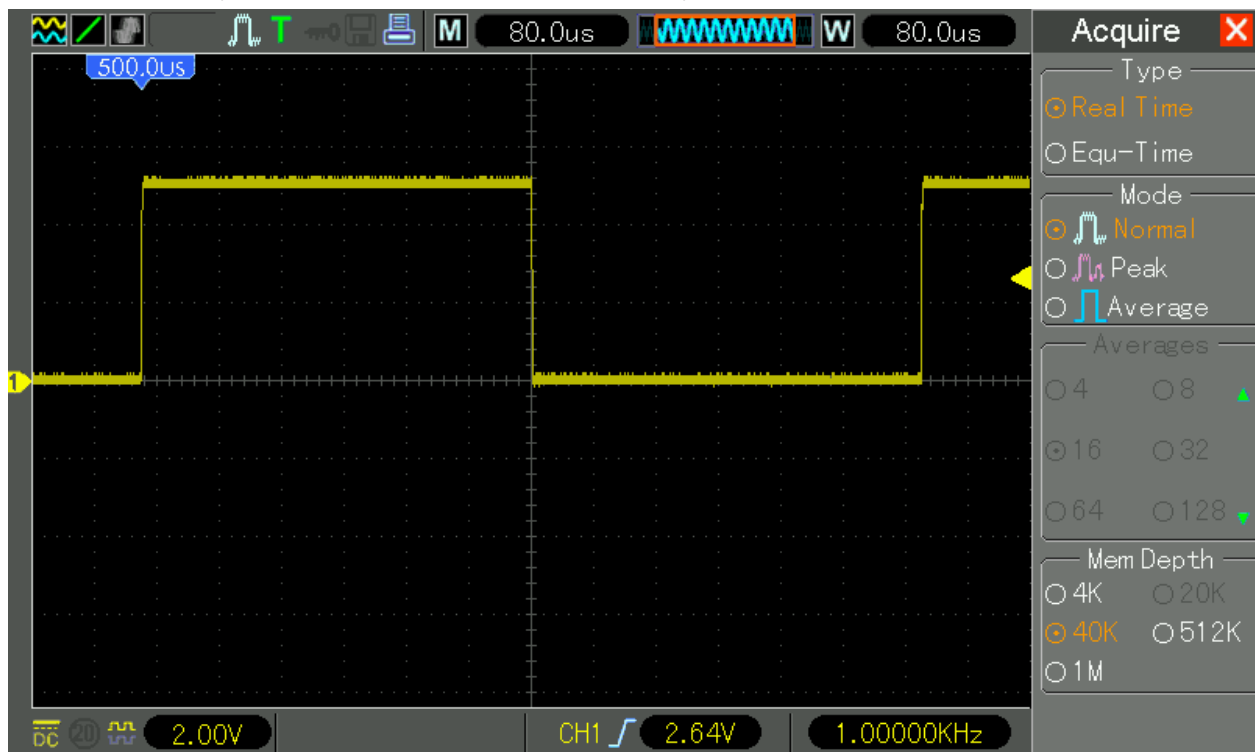 T M 80.0us W 80.0us
500.0us
1
DC 20 2.00V CH1 2.64V 1.00000KHz
Acquire X
Type
Real Time
Equ-Time
Mode
Normal
Peak
Average
Averages
4 8
16 32
64 128
Mem Depth
4K 20K
40K 512K
1M